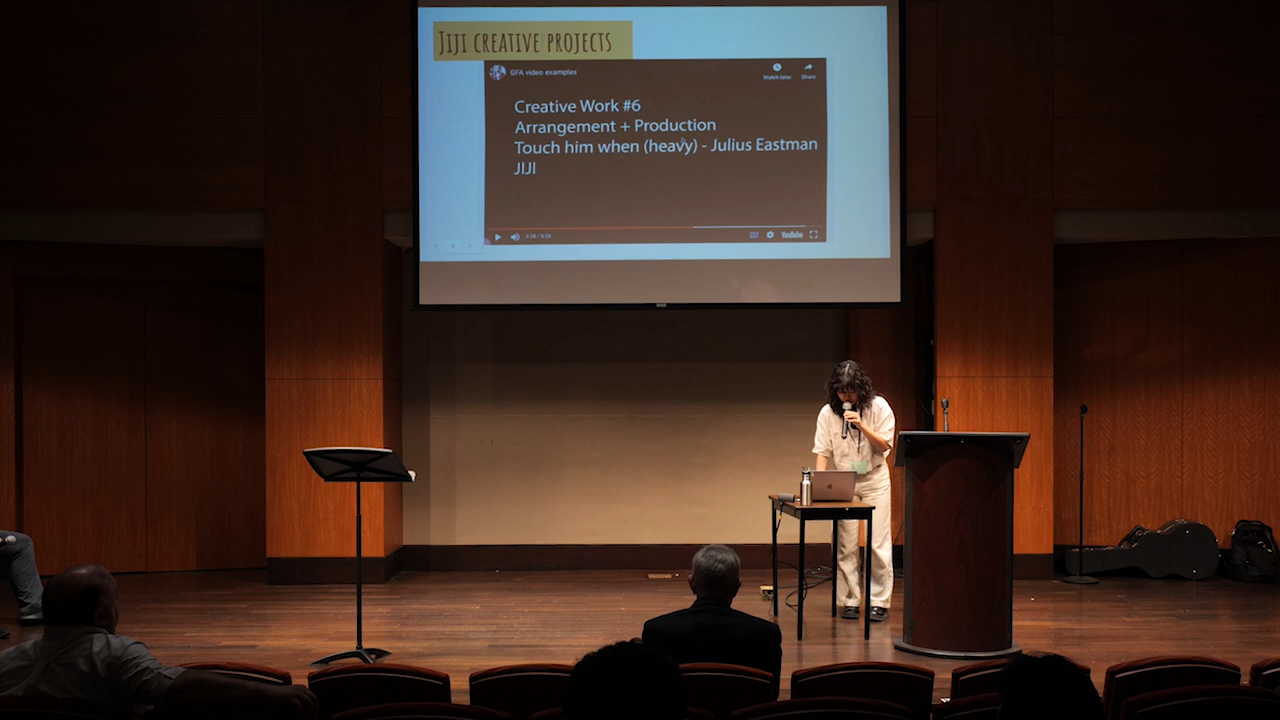 JIJI CREATIVE PROJECTS
GFA video examples
Watch later
Share
Creative Work #6
Arrangement + Production
Touch him when (heavy) - Julius Eastman
JIJI
YouTube